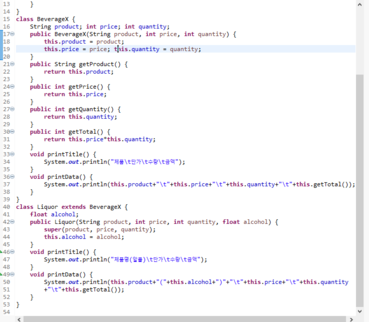 13 }
14 }
15 class BeverageX {
16 String product; int price; int quantity;
17 public BeverageX(String product, int price, int quantity) {
18 this.product = product;
19 this.price = price; this.quantity = quantity;
20 }
21 public String getProduct() {
22 return this.product;
23 }
24 public int getPrice() {
25 return this.price;
26 }
27 public int getQuantity() {
28 return this.quantity;
29 }
30 public int getTotal() {
31 return this.price*this.quantity;
32 }
33 void printTitle() {
34 System.out.println("제품\t단가\t수량\t금액");
35 }
36 void printData() {
37 System.out.println(this.product+"\t"+this.price+"\t"+this.quantity+"\t"+this.getTotal());
38 }
39 }
40 class Liquor extends BeverageX {
41 float alcohol;
42 public Liquor(String product, int price, int quantity, float alcohol) {
43 super(product, price, quantity);
44 this.alcohol = alcohol;
45 }
46 void printTitle() {
47 System.out.println("제품명(알콜)\t단가\t수량\t금액");
48 }
49 void printData() {
50 System.out.println(this.product+"("+this.alcohol+")"+"\t"+this.price+"\t"+this.quantity
51 +"\t"+this.getTotal());
52 }
53 }
54